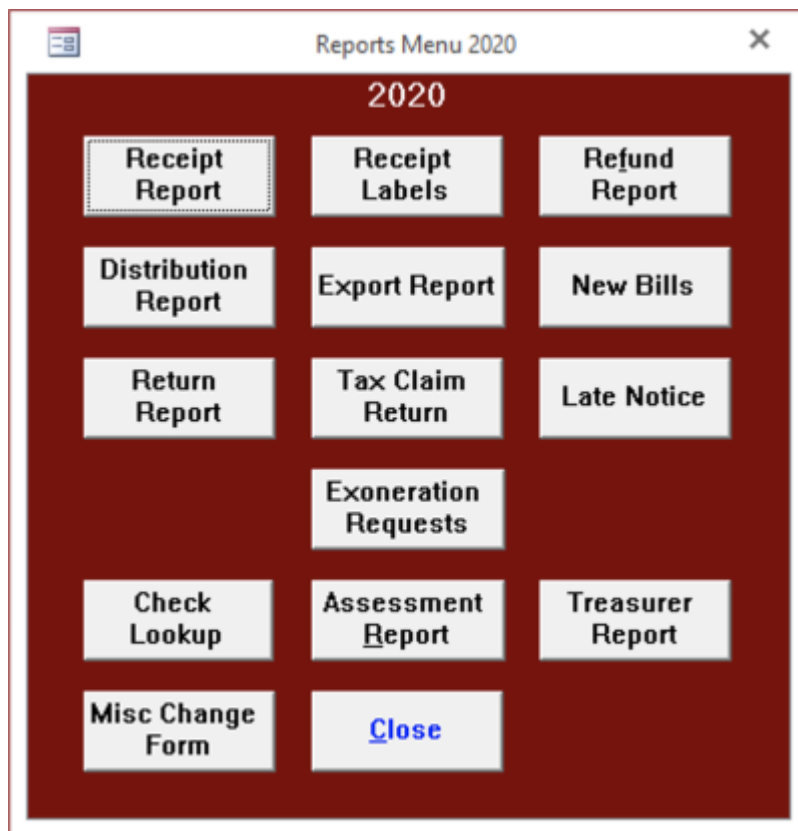 Reports Menu 2020
2020
Receipt
Report
Receipt
Labels
Refund
Report
Distribution
Report
Export Report
New Bills
Return
Report
Tax Claim
Return
Late Notice
Exoneration
Requests
Check
Lookup
Assessment
Report
Treasurer
Report
Misc Change
Form
Close